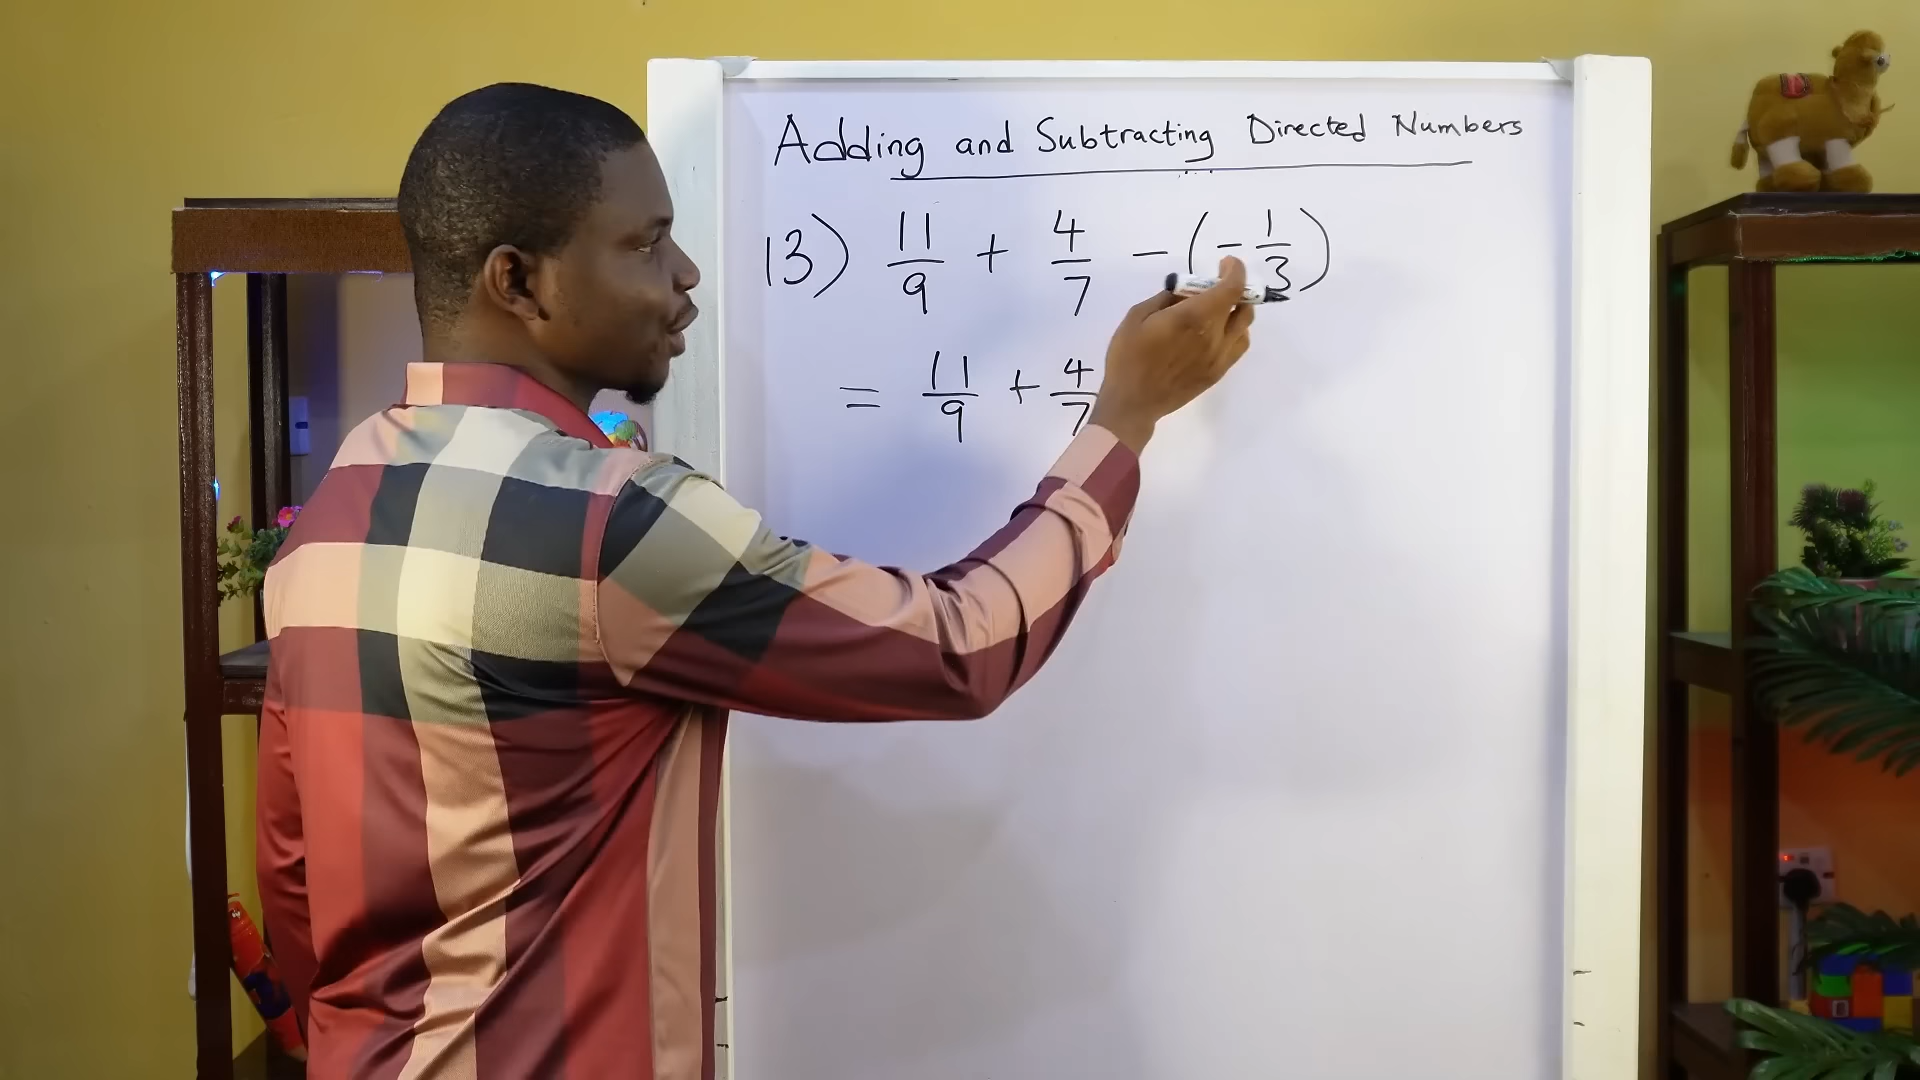 Adding and Subtracting Directed Numbers
13) 11/9 + 4/7 - (-1/3)
= 11/9 + 4/7